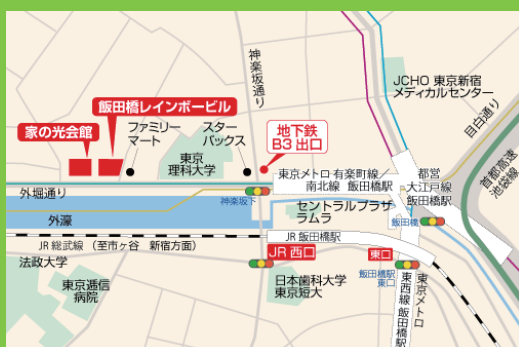 神楽坂通り
JCHO 東京新宿
メディカルセンター
目白通り
首都高速
池袋線
飯田橋レインボービル
家の光会館
ファミリー
マート
スター
バックス
地下鉄
B3 出口
東京
理科大学
東京メトロ 有楽町線／
南北線 飯田橋駅
都営
大江戸線
飯田橋駅
外堀通り
神楽坂下
外濠
セントラルプラザ
ラムラ
飯田橋
JR 総武線 （至市ヶ谷 新宿方面）
JR 飯田橋駅
法政大学
JR 西口
東口
東京逓信
病院
日本歯科大学
東京短大
飯田橋駅
東口
東京メトロ
東西線 飯田橋駅